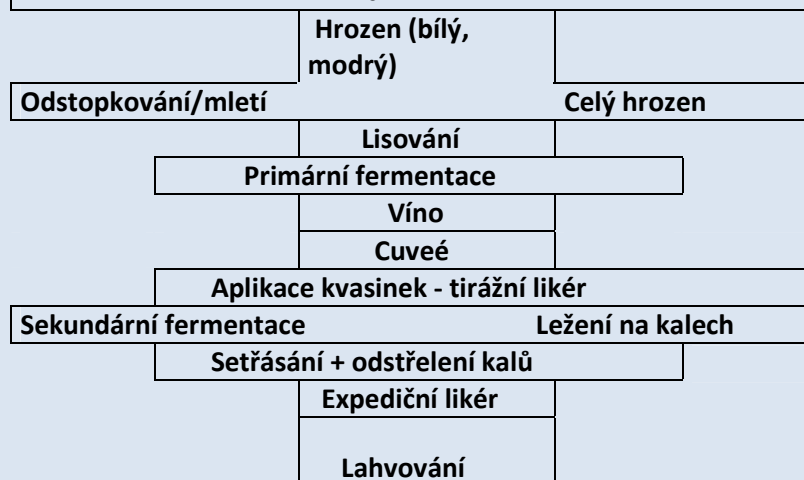 Hrozen (bílý,
modrý)
Odstopkování/mletí Celý hrozen
Lisování
Primární fermentace
Víno
Cuveé
Aplikace kvasinek - tirážní likér
Sekundární fermentace Ležení na kalech
Setřásání + odstřelení kalů
Expediční likér
Lahvování